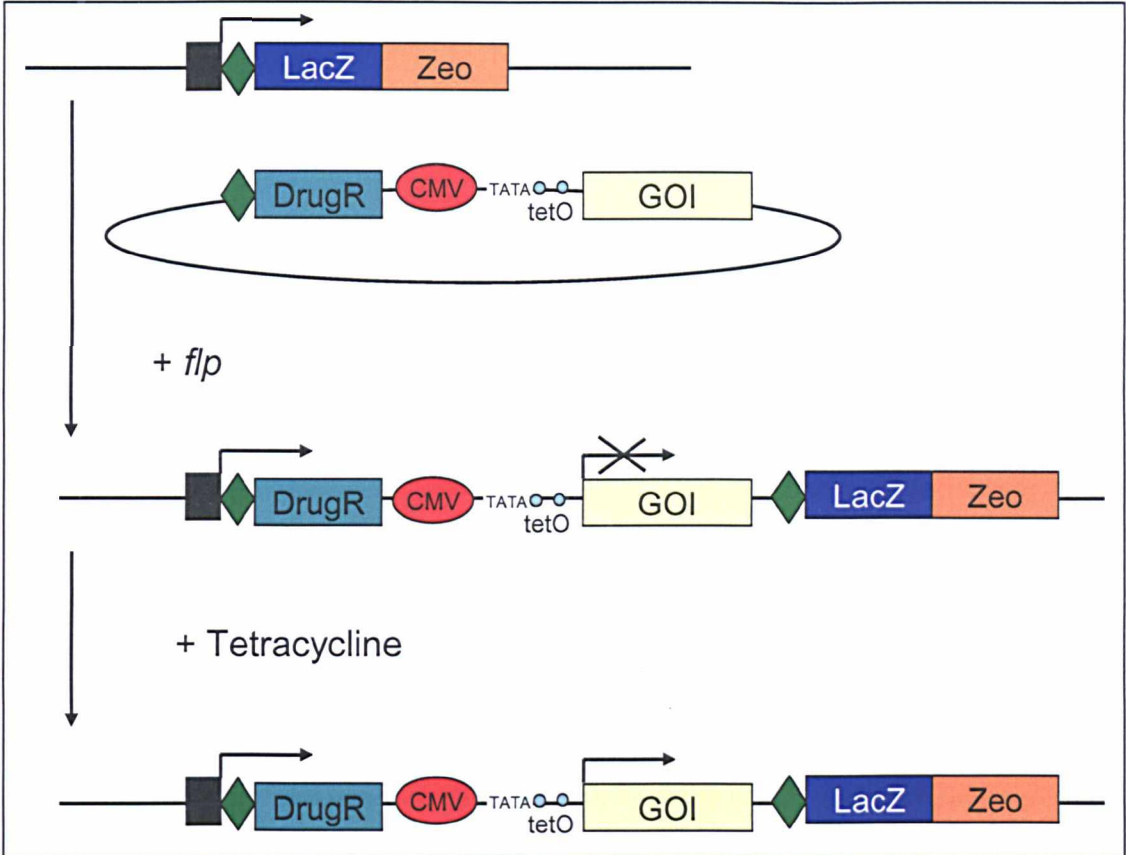 LacZ Zeo
DrugR CMV TATA tetO GOI
+ flp
DrugR CMV TATA tetO GOI LacZ Zeo
+ Tetracycline
DrugR CMV TATA tetO GOI LacZ Zeo